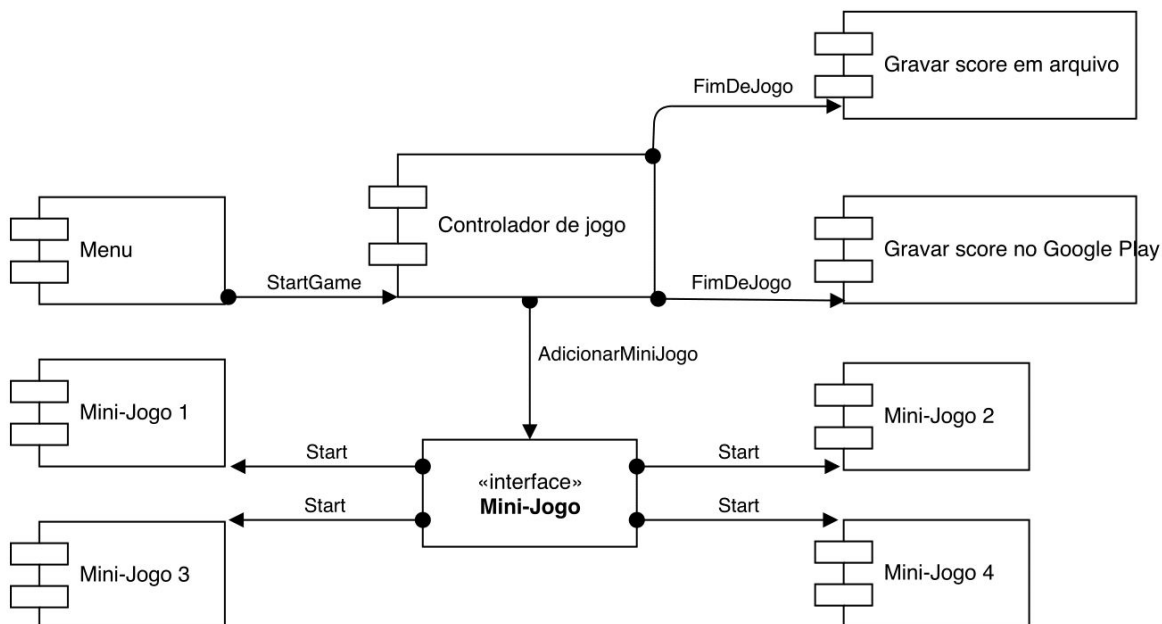 Gravar score em arquivo
FimDeJogo
Controlador de jogo
Menu
Gravar score no Google Play
StartGame
FimDeJogo
AdicionarMiniJogo
Mini-Jogo 1
Mini-Jogo 2
Start
Start
«interface»
Mini-Jogo
Start
Start
Mini-Jogo 3
Mini-Jogo 4